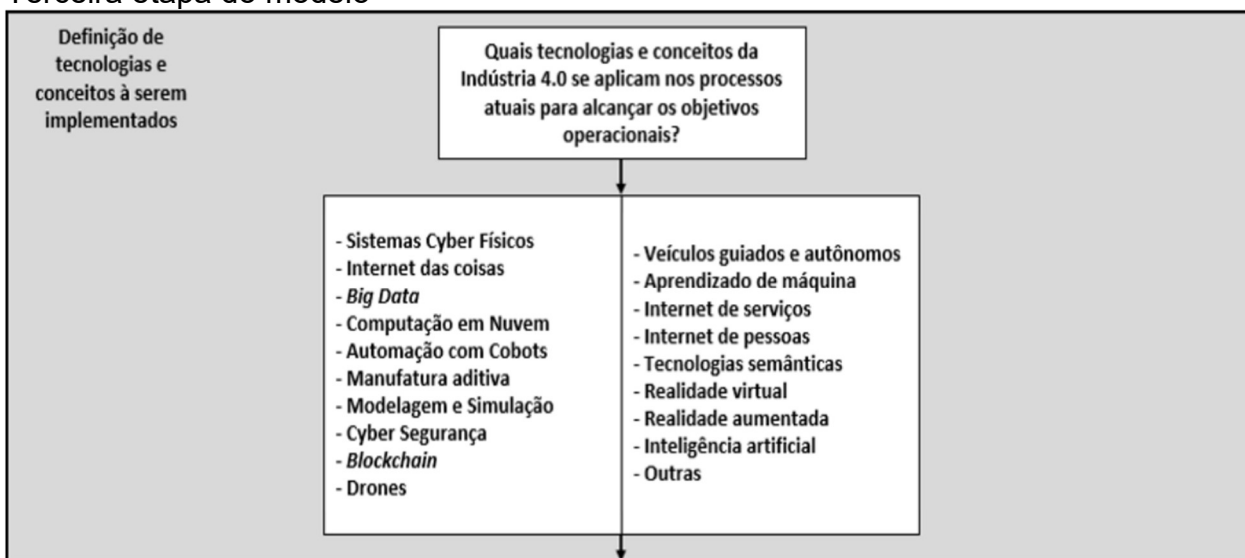 Terceira etapa do modelo
Definição de
tecnologias e
conceitos à serem
implementados
Quais tecnologias e conceitos da
Indústria 4.0 se aplicam nos processos
atuais para alcançar os objetivos
operacionais?
- Sistemas Cyber Físicos
- Internet das coisas
- Big Data
- Computação em Nuvem
- Automação com Cobots
- Manufatura aditiva
- Modelagem e Simulação
- Cyber Segurança
- Blockchain
- Drones
- Veículos guiados e autônomos
- Aprendizado de máquina
- Internet de serviços
- Internet de pessoas
- Tecnologias semânticas
- Realidade virtual
- Realidade aumentada
- Inteligência artificial
- Outras